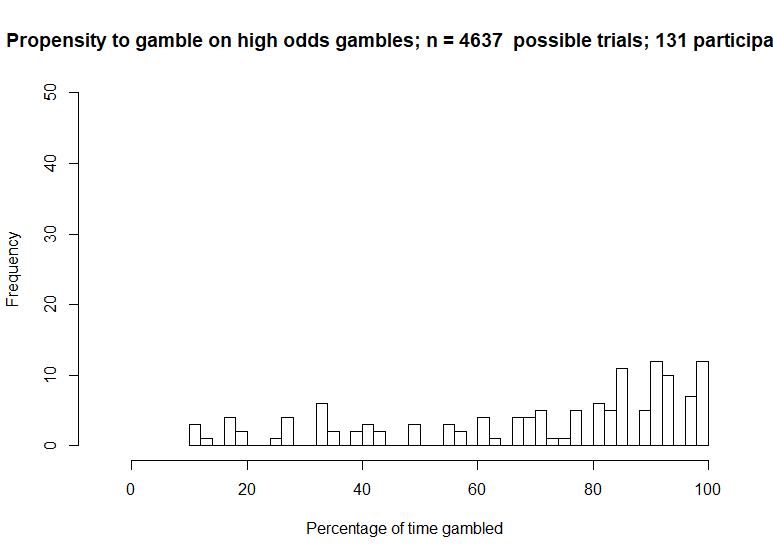 Propensity to gamble on high odds gambles; n = 4637 possible trials; 131 participa
50
40
30
20
10
0
Frequency
0 20 40 60 80 100
Percentage of time gambled